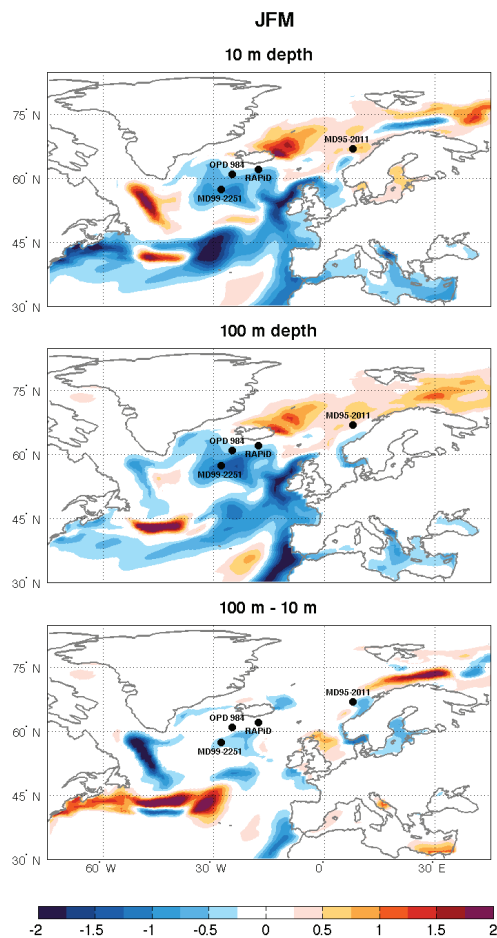 JFM
10 m depth
75° N
MD95-2011
OPD 984
60° N
RAPiD
MD99-2251
45° N
30° N
100 m depth
75° N
MD95-2011
OPD 984
60° N
RAPiD
MD99-2251
45° N
30° N
100 m - 10 m
75° N
MD95-2011
OPD 984
60° N
RAPiD
MD99-2251
45° N
30° N
60° W 30° W 0° 30° E
-2 -1.5 -1 -0.5 0 0.5 1 1.5 2